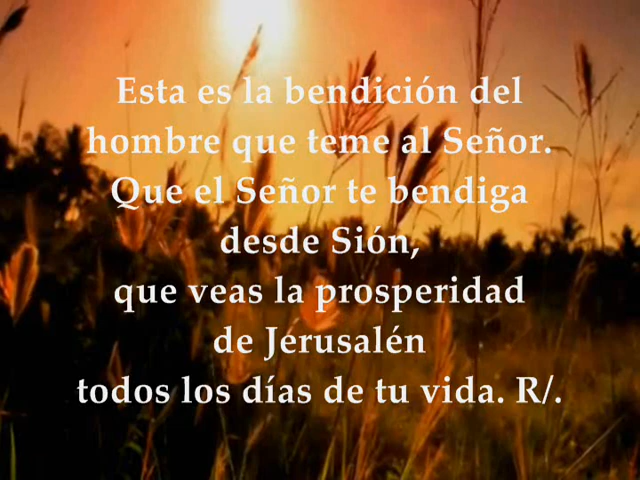 Esta es la bendición del
hombre que teme al Señor.
Que el Señor te bendiga
desde Sión,
que veas la prosperidad
de Jerusalén
todos los días de tu vida. R/.